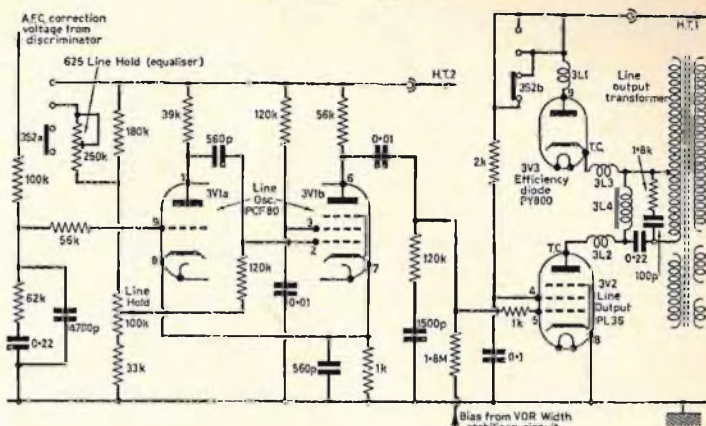 A.F.C. correction
voltage from
discriminator
625 Line Hold (equaliser)
3S2a
250k
180k
39k
560p
120k
56k
H.T.2
0·01
100k
56k
62k
4700p
0·22
Line Hold
100k
33k
1
3V1a
9
8
Line
Osc.
PCF80
3V1b
6
3
2
7
120k
0·01
560p
1k
120k
1500p
1·8M
Bias from VDR Width
H.T.1
3S2b
3L1
9
2k
T.C.
3V3
Efficiency
diode
PY800
Line
output
transformer
1·8k
3L3
3L4
0·22
100p
3L2
T.C.
4
5
8
1k
3V2
Line
Output
PL36
0·1